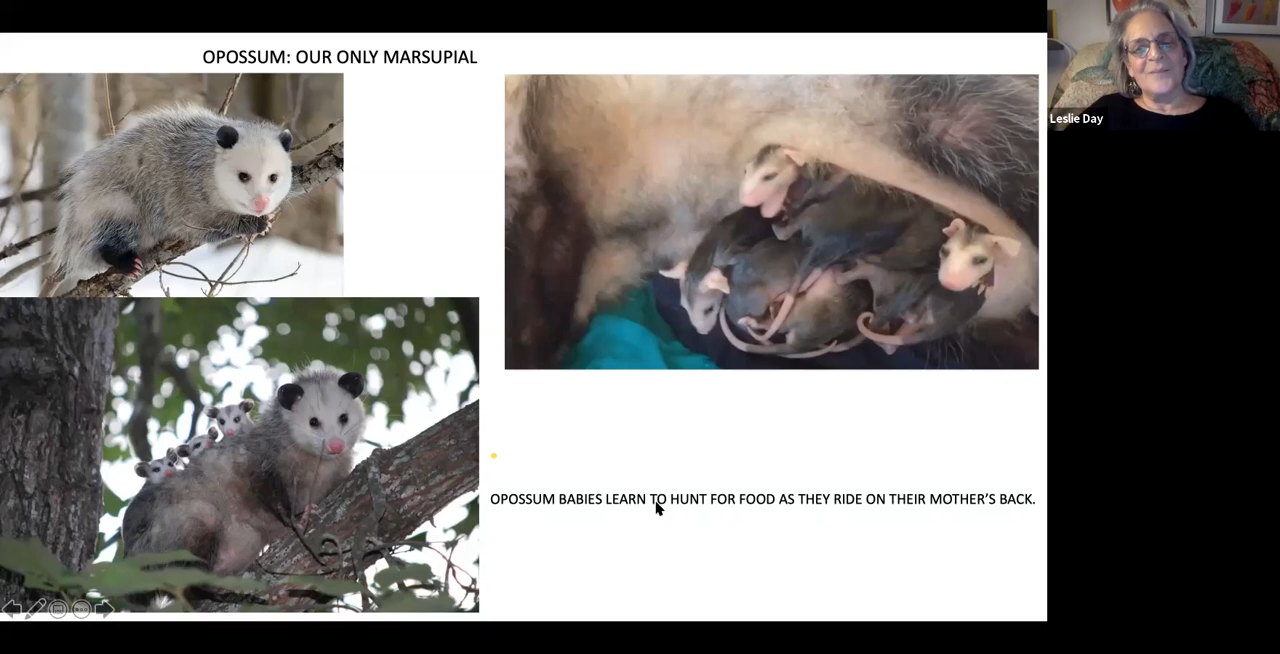 OPOSSUM: OUR ONLY MARSUPIAL
Leslie Day
OPOSSUM BABIES LEARN TO HUNT FOR FOOD AS THEY RIDE ON THEIR MOTHER’S BACK.